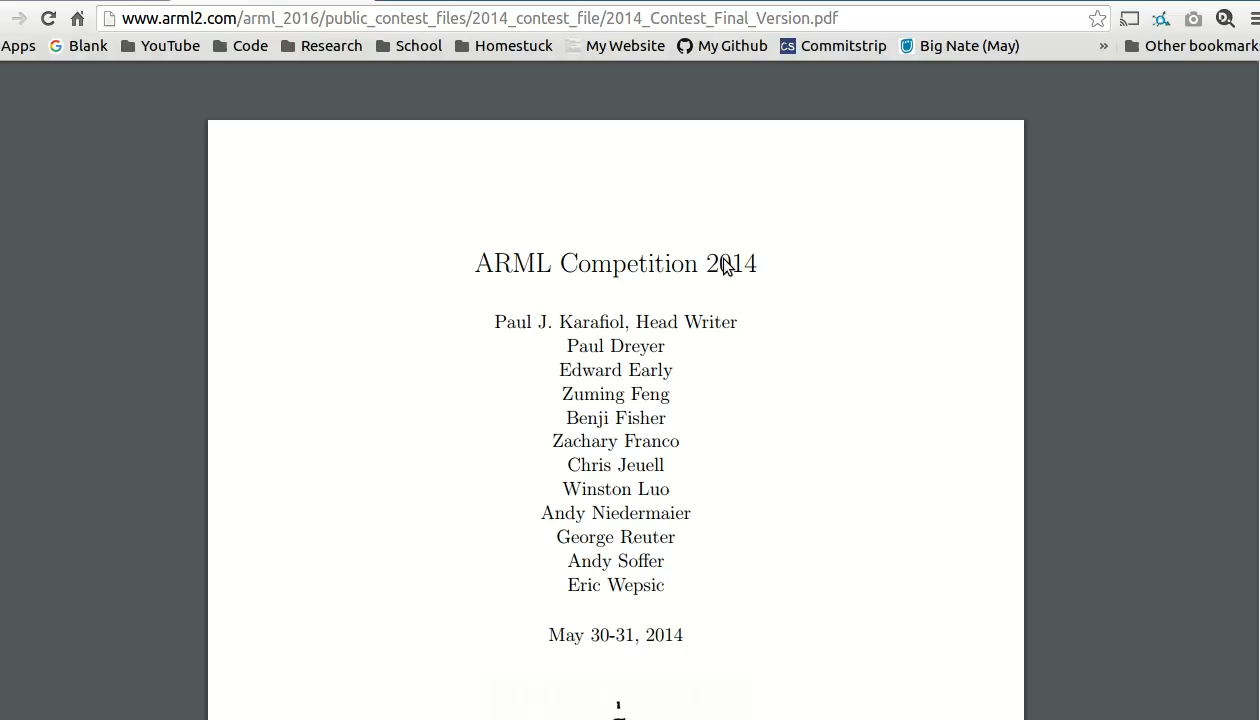 www.arml2.com/arml_2016/public_contest_files/2014_contest_file/2014_Contest_Final_Version.pdf
Apps Blank YouTube Code Research School Homestuck My Website My Github CS Commitstrip Big Nate (May) » Other bookmark
ARML Competition 2014
Paul J. Karafiol, Head Writer
Paul Dreyer
Edward Early
Zuming Feng
Benji Fisher
Zachary Franco
Chris Jeuell
Winston Luo
Andy Niedermaier
George Reuter
Andy Soffer
Eric Wepsic
May 30-31, 2014